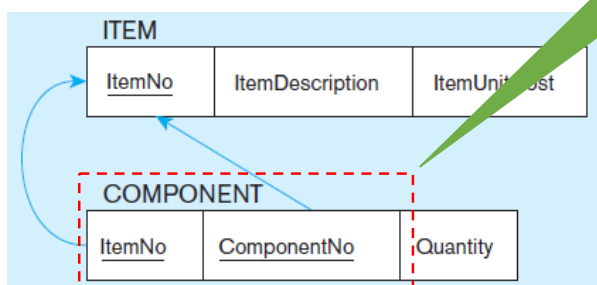 ITEM
ItemNo ItemDescription
COMPONENT
ItemNo ComponentNo Quantity